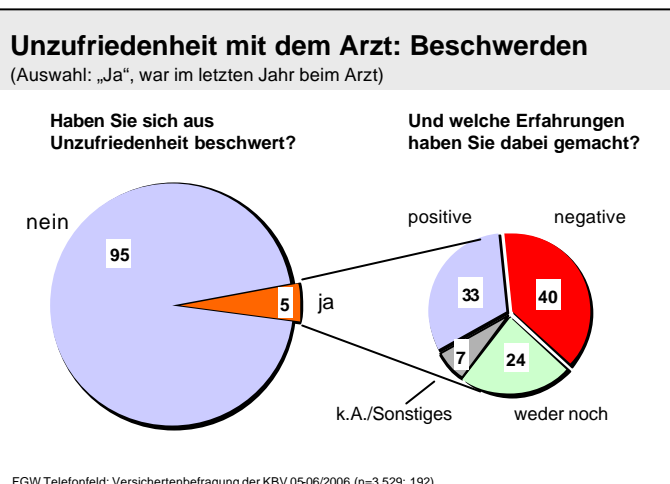 Unzufriedenheit mit dem Arzt: Beschwerden
(Auswahl: „Ja“, war im letzten Jahr beim Arzt)
Haben Sie sich aus
Unzufriedenheit beschwert?
nein
95
5
ja
Und welche Erfahrungen
haben Sie dabei gemacht?
positive
negative
33
40
7
24
k.A./Sonstiges
weder noch
FGW Telefonfeld: Versichertenbefragung der KBV 05-06/2006 (n=3.529; 192)